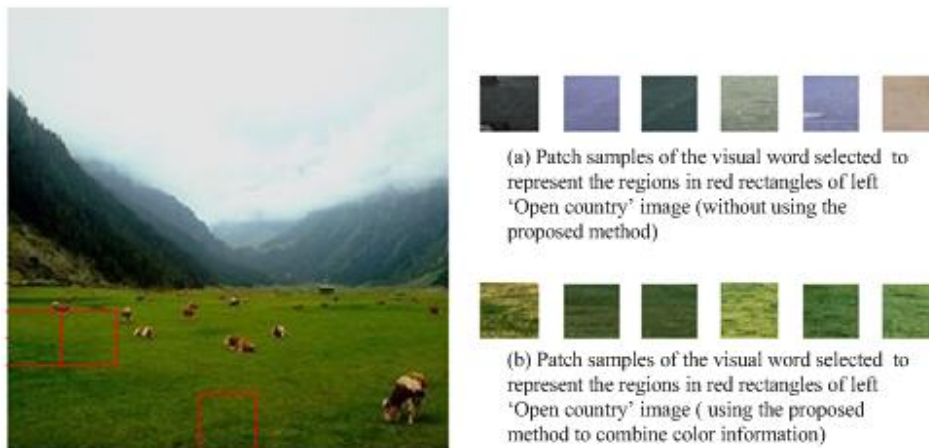 (a) Patch samples of the visual word selected to
represent the regions in red rectangles of left
‘Open country’ image (without using the
proposed method)
(b) Patch samples of the visual word selected to
represent the regions in red rectangles of left
‘Open country’ image ( using the proposed
method to combine color information)